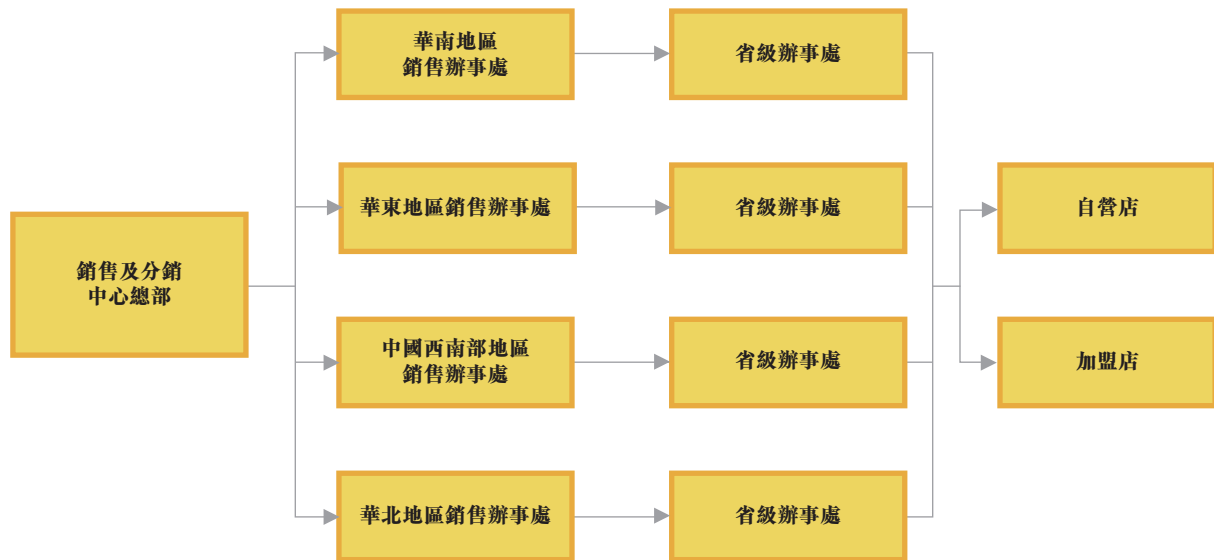 銷售及分銷
中心總部
華南地區
銷售辦事處
省級辦事處
華東地區銷售辦事處
省級辦事處
中國西南部地區
銷售辦事處
省級辦事處
華北地區銷售辦事處
省級辦事處
自營店
加盟店